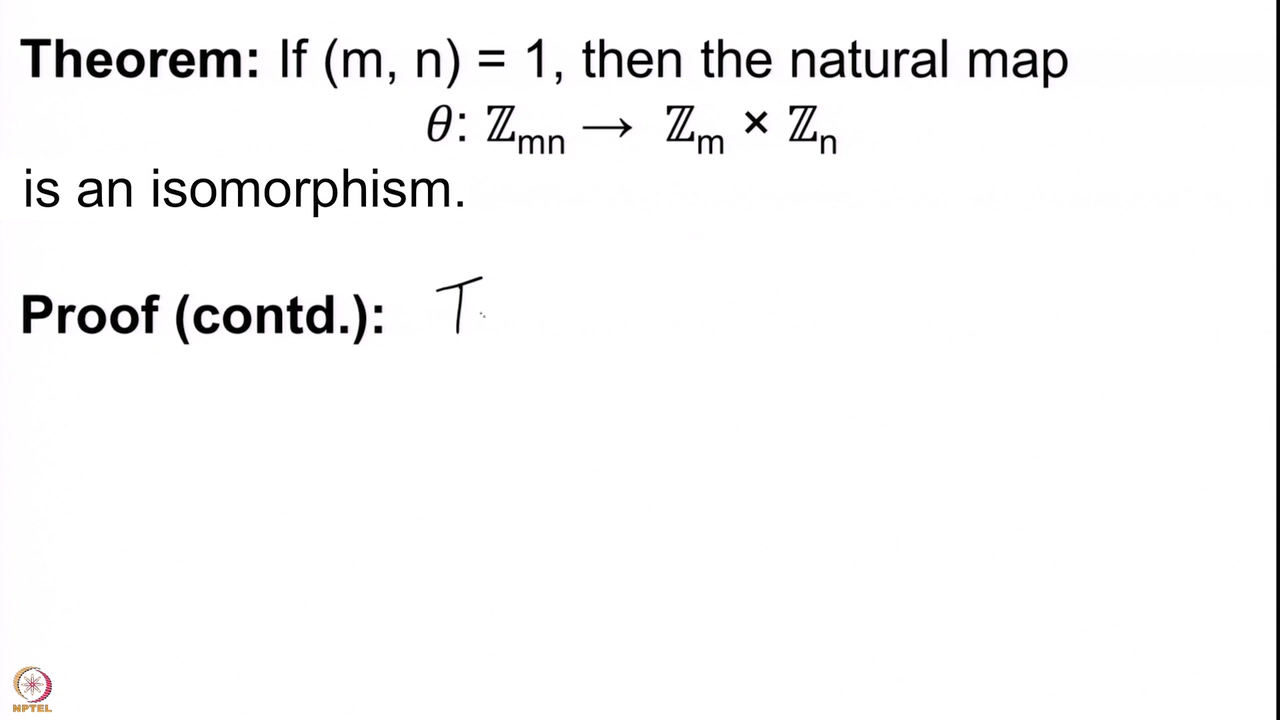 Theorem: If (m, n) = 1, then the natural map
θ: ℤmn → ℤm × ℤn
is an isomorphism.
Proof (contd.): T
NPTEL